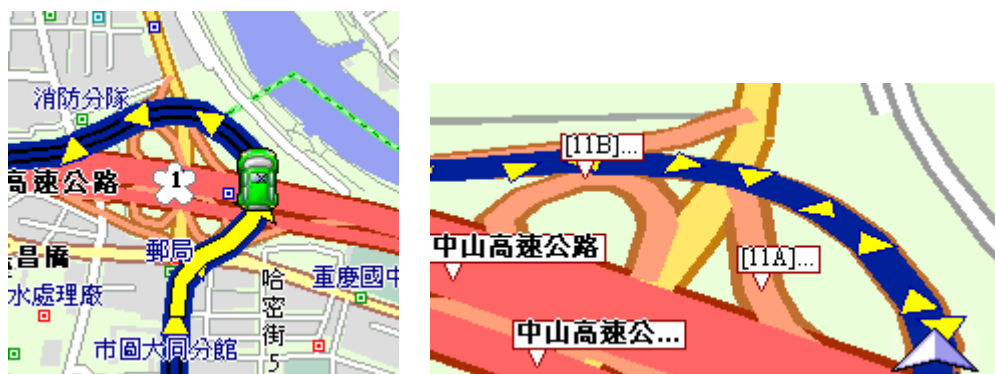 消防分隊
高速公路
1
昌橋
郵局
水處理廠
哈密街5
重慶國中
市圖大同分館
[11B]...
中山高速公路
[11A]...
中山高速公...